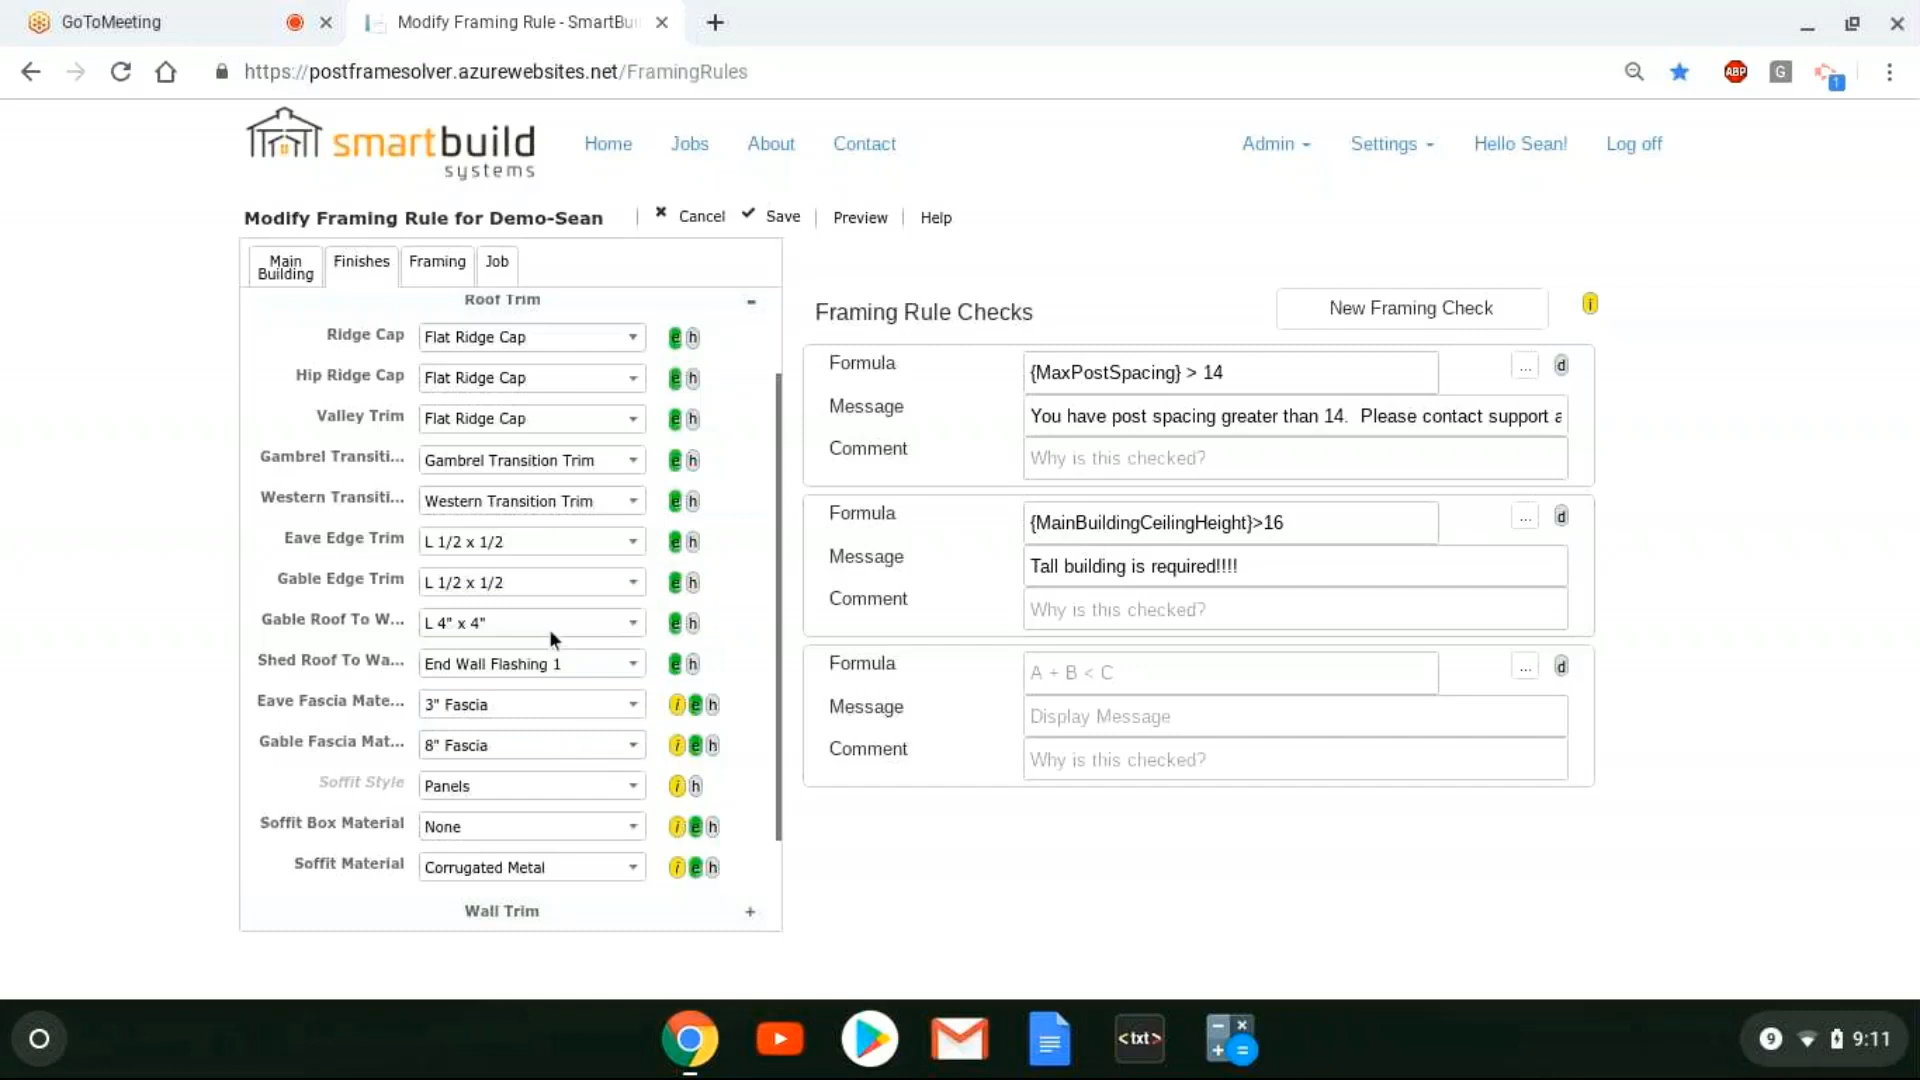 GoToMeeting
Modify Framing Rule - SmartBui
https://postframesolver.azurewebsites.net/FramingRules
ABP
G
1
smartbuild
systems
Home
Jobs
About
Contact
Admin
Settings
Hello Sean!
Log off
Modify Framing Rule for Demo-Sean
Cancel
Save
Preview
Help
Main
Building
Finishes
Framing
Job
Roof Trim
-
Ridge Cap Flat Ridge Cap e h
Hip Ridge Cap Flat Ridge Cap e h
Valley Trim Flat Ridge Cap e h
Gambrel Transiti... Gambrel Transition Trim e h
Western Transiti... Western Transition Trim e h
Eave Edge Trim L 1/2 x 1/2 e h
Gable Edge Trim L 1/2 x 1/2 e h
Gable Roof To W... L 4" x 4" e h
Shed Roof To Wa... End Wall Flashing 1 e h
Eave Fascia Mate... 3" Fascia i e h
Gable Fascia Mat... 8" Fascia i e h
Soffit Style Panels i h
Soffit Box Material None i e h
Soffit Material Corrugated Metal i e h
Wall Trim +
Framing Rule Checks
New Framing Check
i
Formula {MaxPostSpacing} > 14 ... d
Message You have post spacing greater than 14. Please contact support a
Comment Why is this checked?
Formula {MainBuildingCeilingHeight}>16 ... d
Message Tall building is required!!!!
Comment Why is this checked?
Formula A + B < C ... d
Message Display Message
Comment Why is this checked?
<txt>
9
9:11